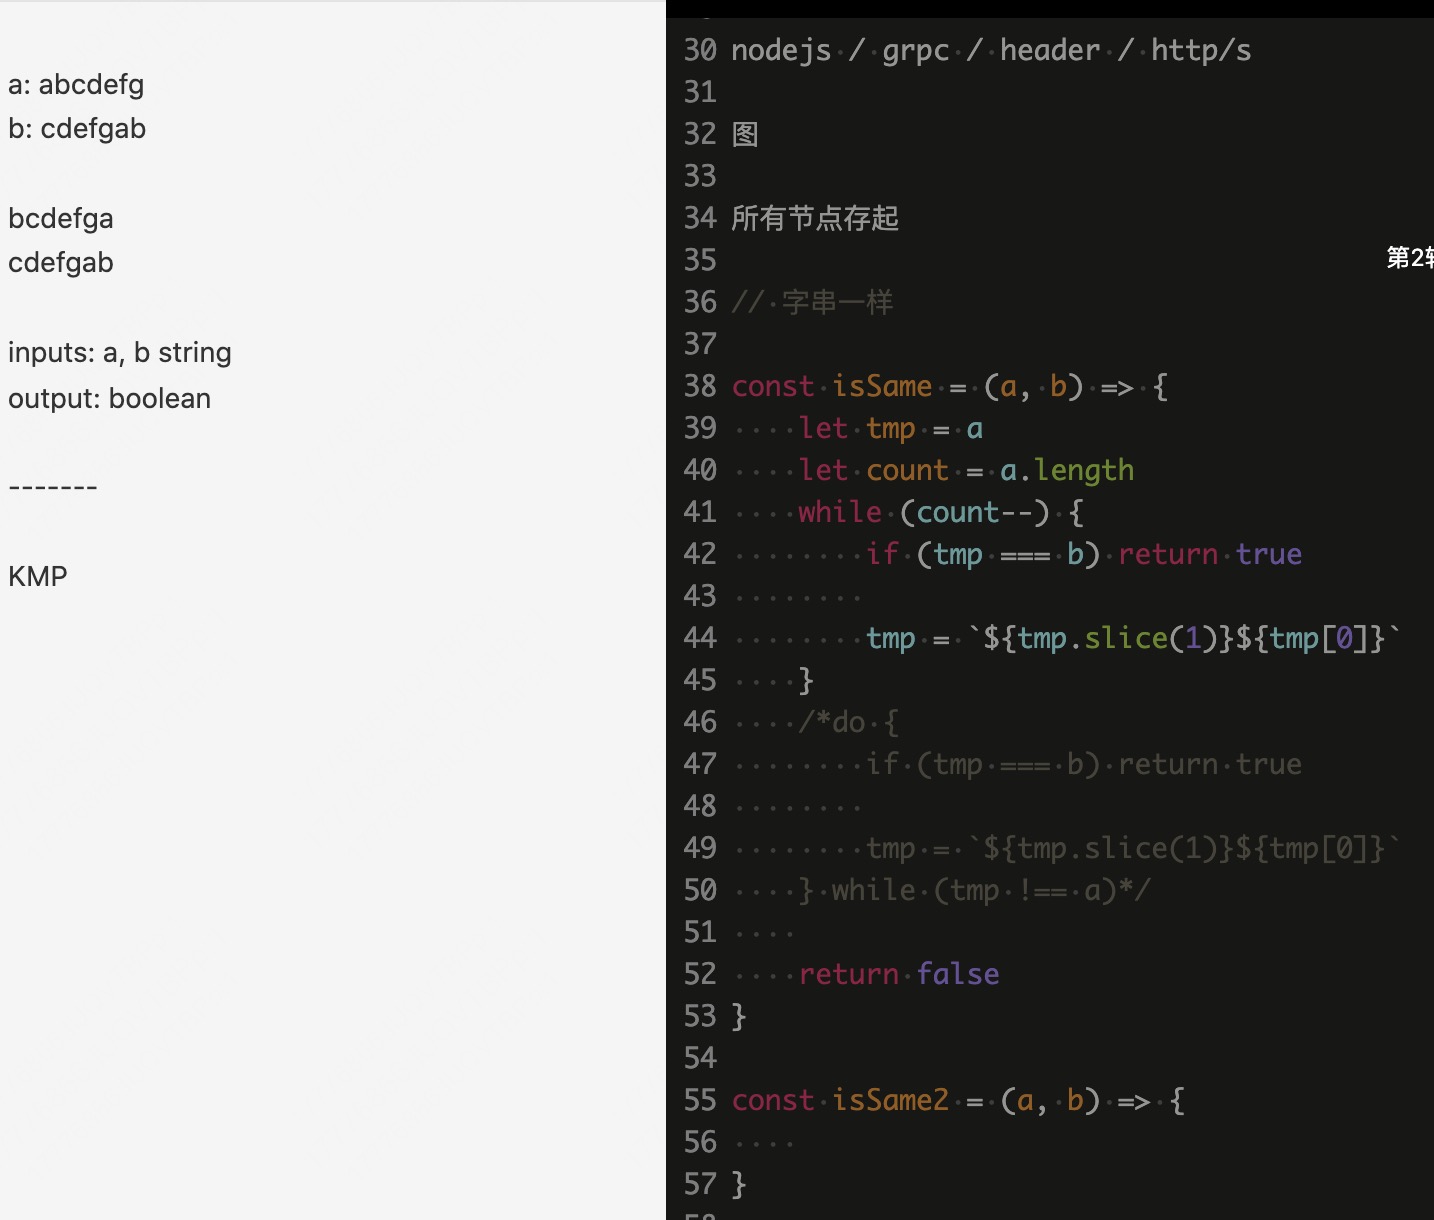 a: abcdefg
b: cdefgab
bcdefga
cdefgab
inputs: a, b string
output: boolean
-------
KMP
30 nodejs / grpc / header / http/s
31
32 图
33
34 所有节点存起
35
第2
36 // 字串一样
37
38 const isSame = (a, b) => {
39     let tmp = a
40     let count = a.length
41     while (count--) {
42         if (tmp === b) return true
43
44         tmp = `${tmp.slice(1)}${tmp[0]}`
45     }
46     /*do {
47         if (tmp === b) return true
48
49         tmp = `${tmp.slice(1)}${tmp[0]}`
50     } while (tmp !== a)*/
51
52     return false
53 }
54
55 const isSame2 = (a, b) => {
56
57 }